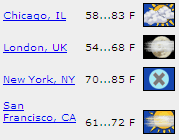 Chicago, IL 58...83 F
London, UK 54...68 F
New York, NY 70...85 F
San
Francisco, CA 61...72 F